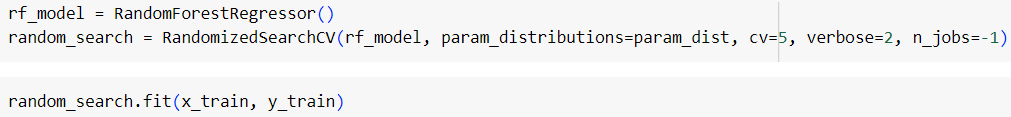 rf_model = RandomForestRegressor()
random_search = RandomizedSearchCV(rf_model, param_distributions=param_dist, cv=5, verbose=2, n_jobs=-1)
random_search.fit(x_train, y_train)